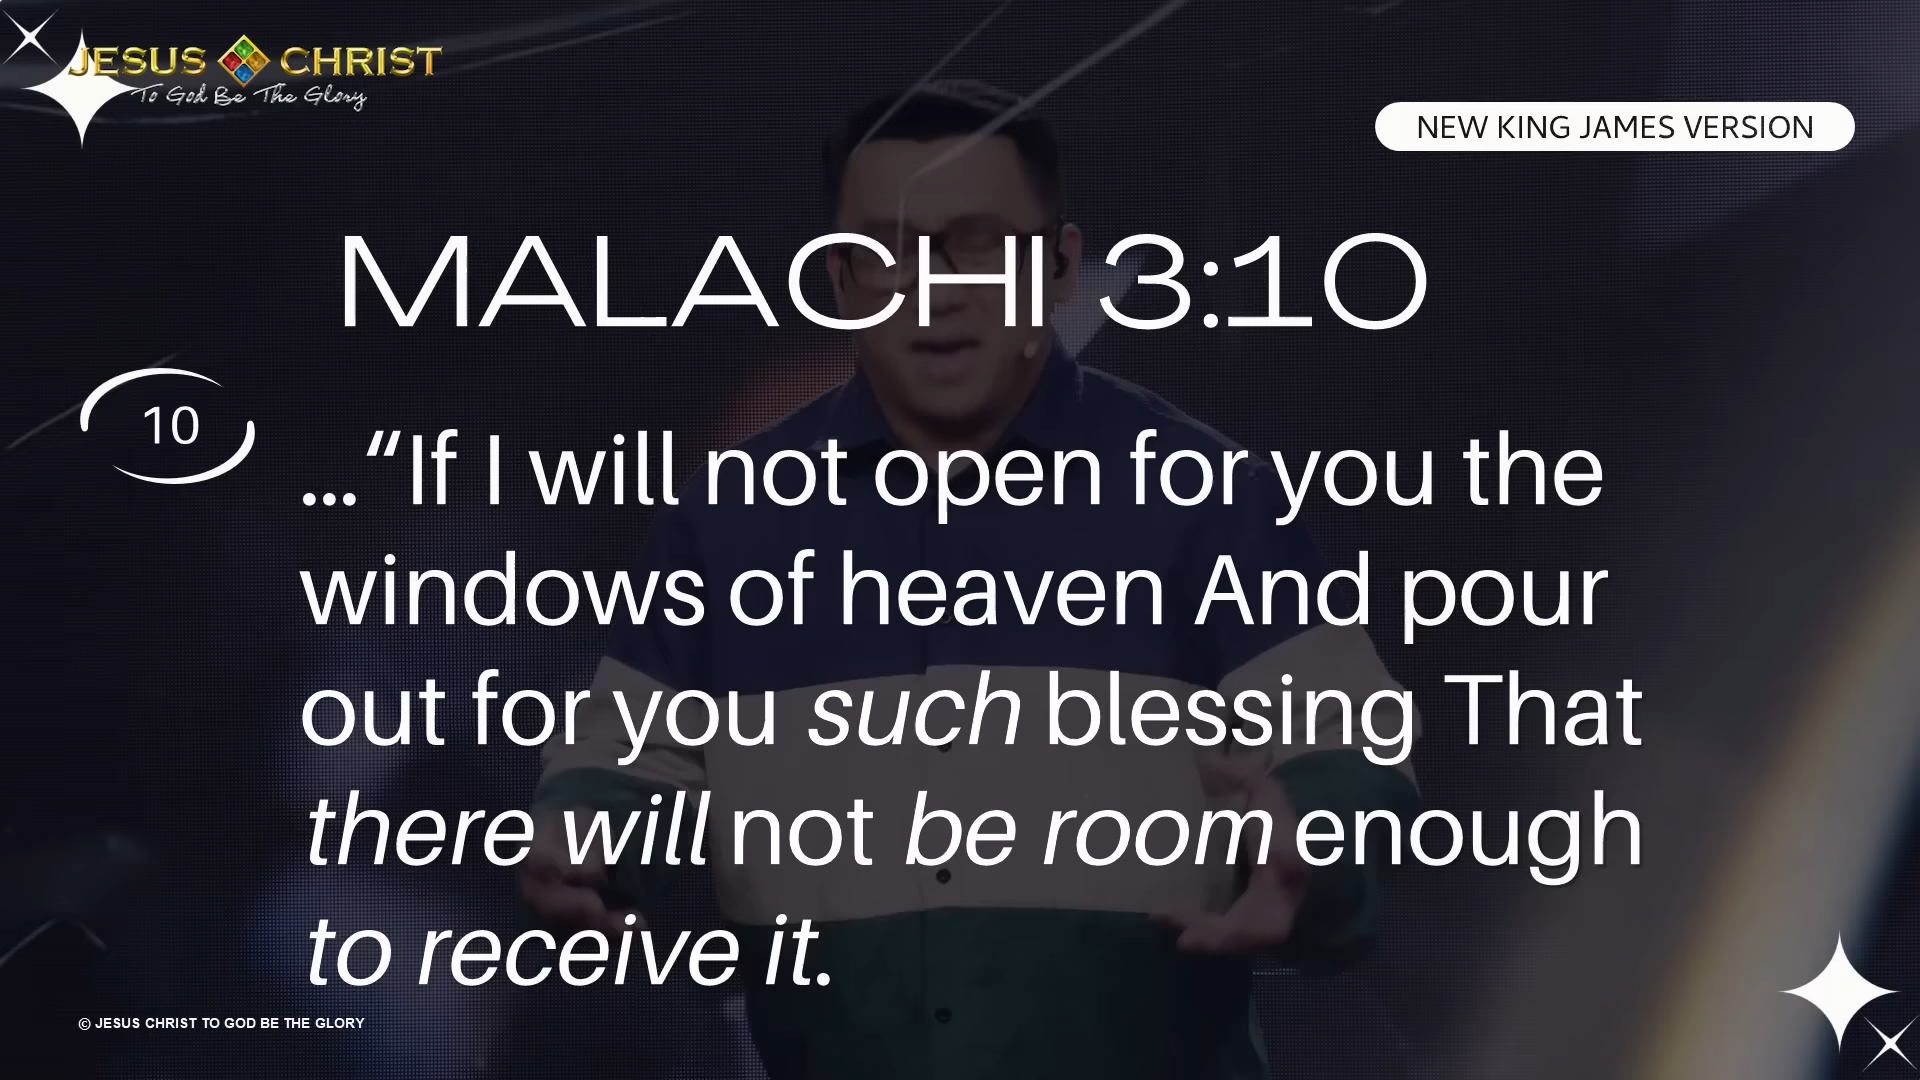 JESUS CHRIST
To God Be The Glory
NEW KING JAMES VERSION
MALACHI 3:10
10
...“If I will not open for you the
windows of heaven And pour
out for you such blessing That
there will not be room enough
to receive it.
© JESUS CHRIST TO GOD BE THE GLORY